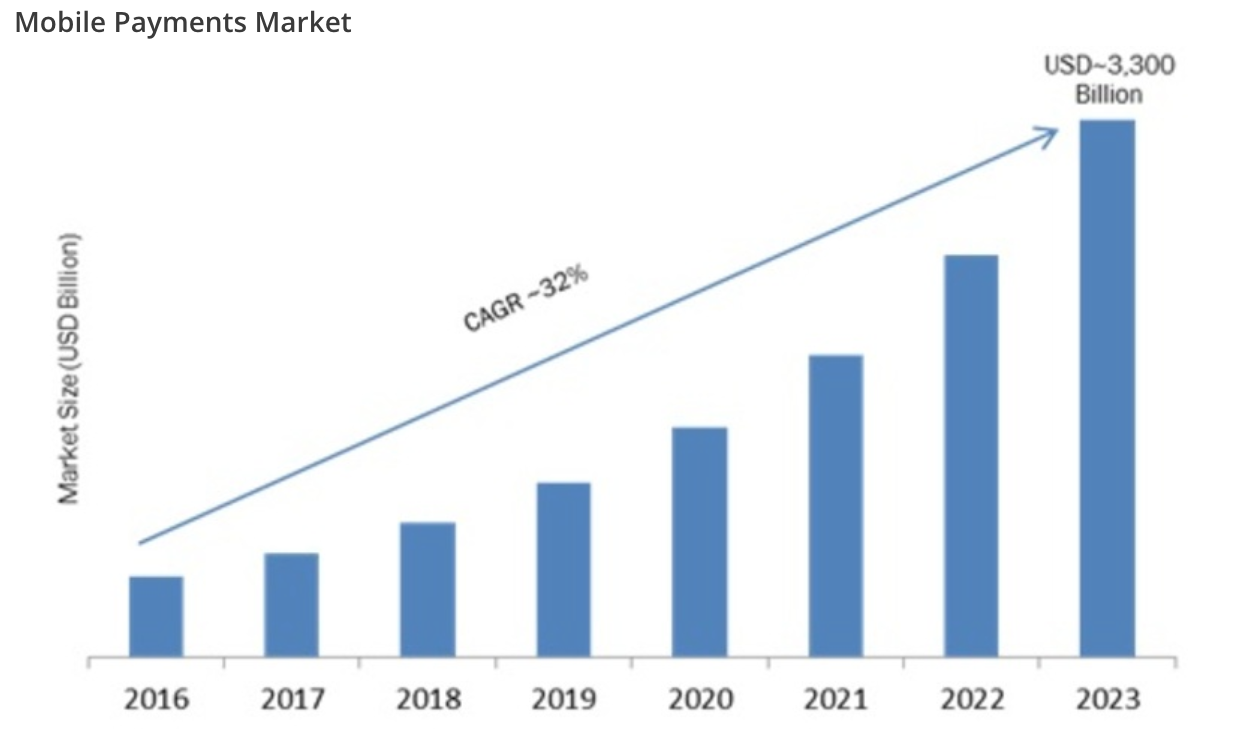 Mobile Payments Market
USD~3,300
Billion
CAGR ~32%
Market Size (USD Billion)
2016 2017 2018 2019 2020 2021 2022 2023